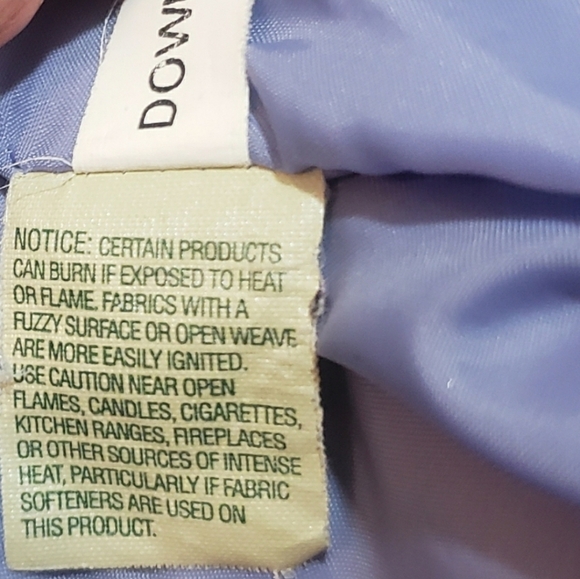 DOWN
NOTICE: CERTAIN PRODUCTS
CAN BURN IF EXPOSED TO HEAT
OR FLAME. FABRICS WITH A
FUZZY SURFACE OR OPEN WEAVE
ARE MORE EASILY IGNITED.
USE CAUTION NEAR OPEN
FLAMES, CANDLES, CIGARETTES,
KITCHEN RANGES, FIREPLACES
OR OTHER SOURCES OF INTENSE
HEAT, PARTICULARLY IF FABRIC
SOFTENERS ARE USED ON
THIS PRODUCT.